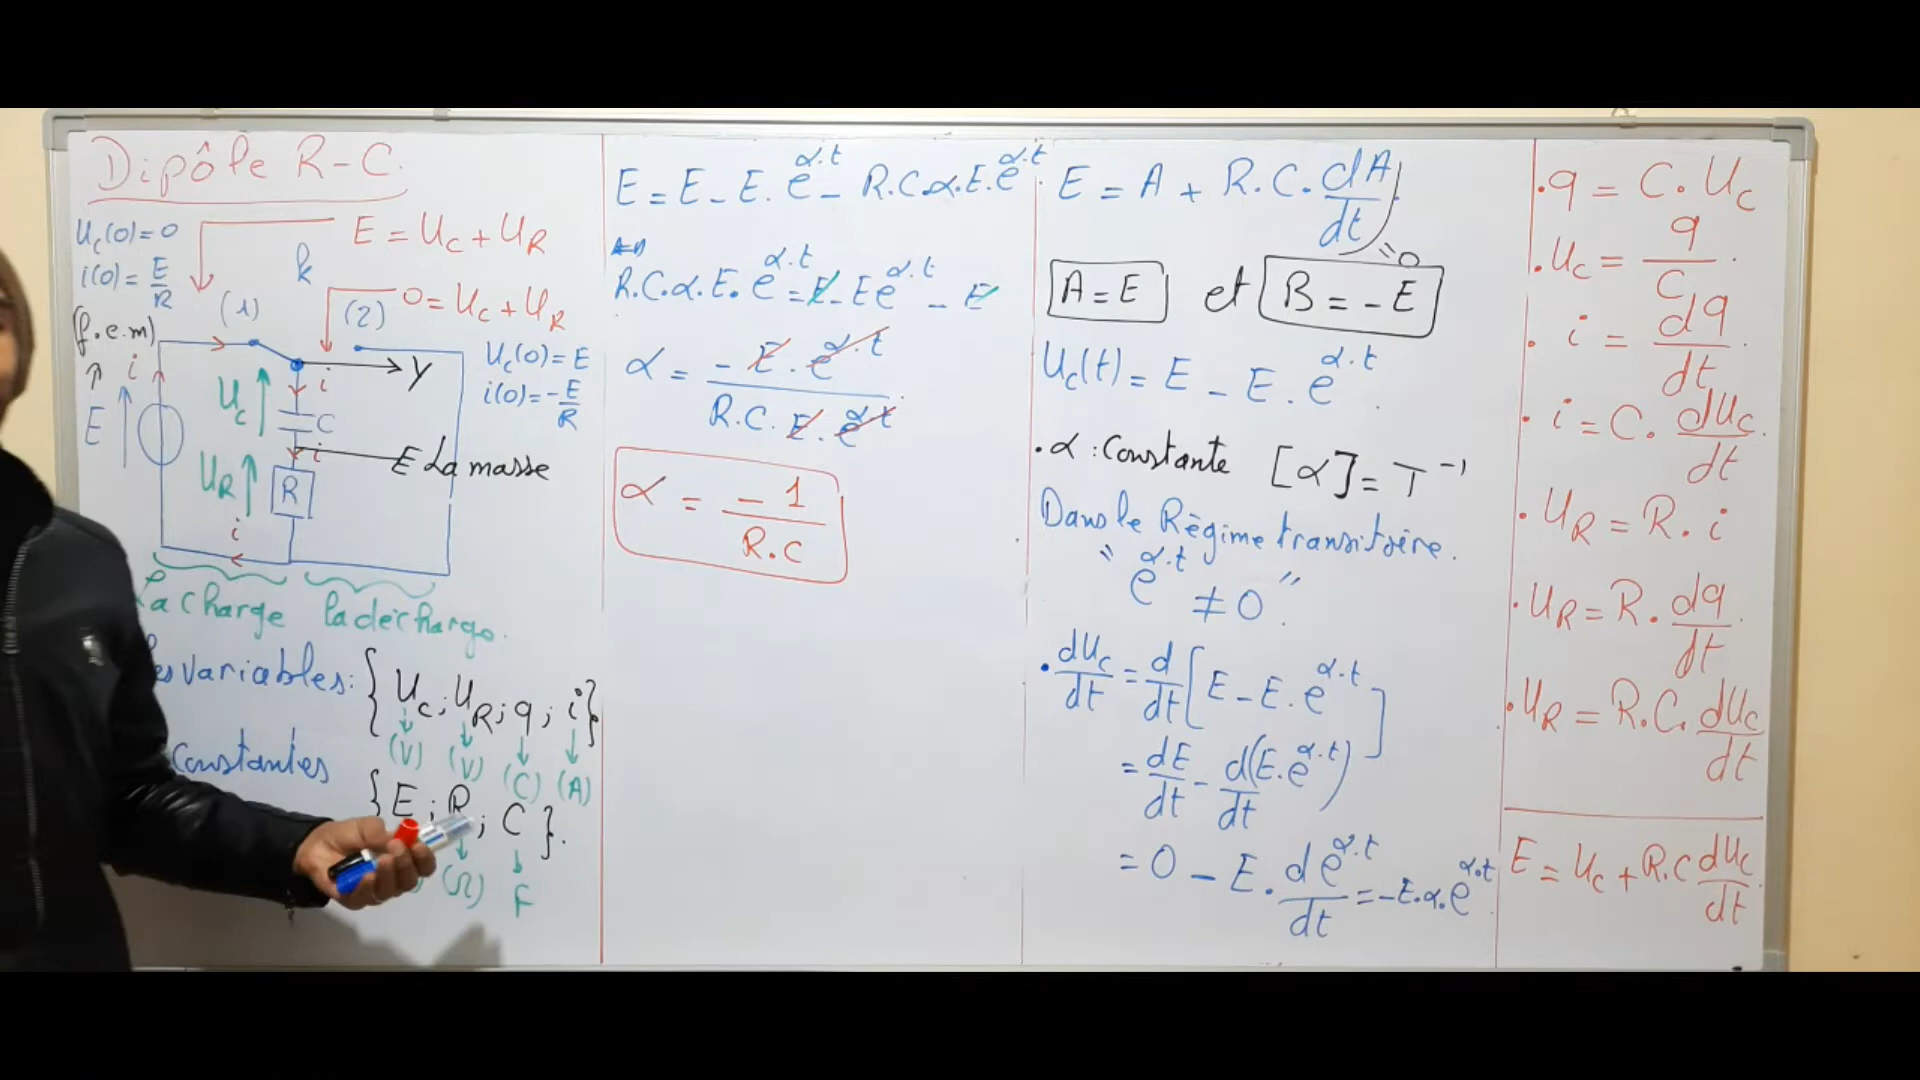 Dipôle R-C.
Uc(0)=0
i(0)= E/R
E = Uc + UR
k
(1)
0 = Uc + UR
(2)
(f.e.m)
i
E
Uc
i
C
Y
Uc(0)= E
i(0)= -E/R
i
E La masse
UR
R
i
La charge
la décharge.
variables: {Uc; UR; q; i}
(V) (V) (C) (A)
Constantes
{E; R; C}.
(Ω) F
E = E - E.e^α.t - R.C.α.E.e^α.t
R.C.α.E.e^α.t = E - E e^α.t - E
α = -E.e^α.t / R.C.E.e^αt
α = -1 / R.C
E = A + R.C. dA/dt
"0
A = E et B = -E
Uc(t) = E - E.e^α.t
.α : Constante [α] = T^-1
Dans le Règime transitoire.
" e^α.t ≠ 0 ".
. dUc/dt = d/dt [E - E.e^α.t]
= dE/dt - d(E.e^α.t)/dt
= 0 - E. de^α.t/dt = -E.α.e^α.t
.q = C.Uc
.Uc = q/C.
. i = dq/dt.
. i = C. dUc/dt.
.UR = R.i
.UR = R. dq/dt.
.UR = R.C. dUc/dt
E = Uc + R.C dUc/dt.